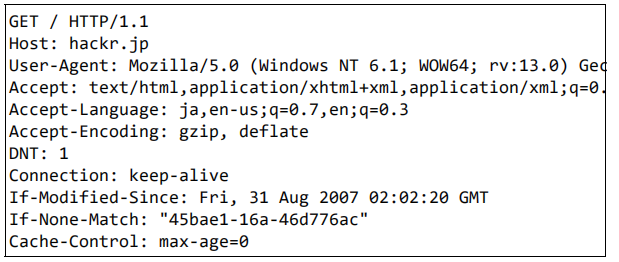 GET / HTTP/1.1
Host: hackr.jp
User-Agent: Mozilla/5.0 (Windows NT 6.1; WOW64; rv:13.0)
Accept: text/html,application/xhtml+xml,application/xml;q=0.
Accept-Language: ja,en-us;q=0.7,en;q=0.3
Accept-Encoding: gzip, deflate
DNT: 1
Connection: keep-alive
If-Modified-Since: Fri, 31 Aug 2007 02:02:20 GMT
If-None-Match: "45bae1-16a-46d776ac"
Cache-Control: max-age=0